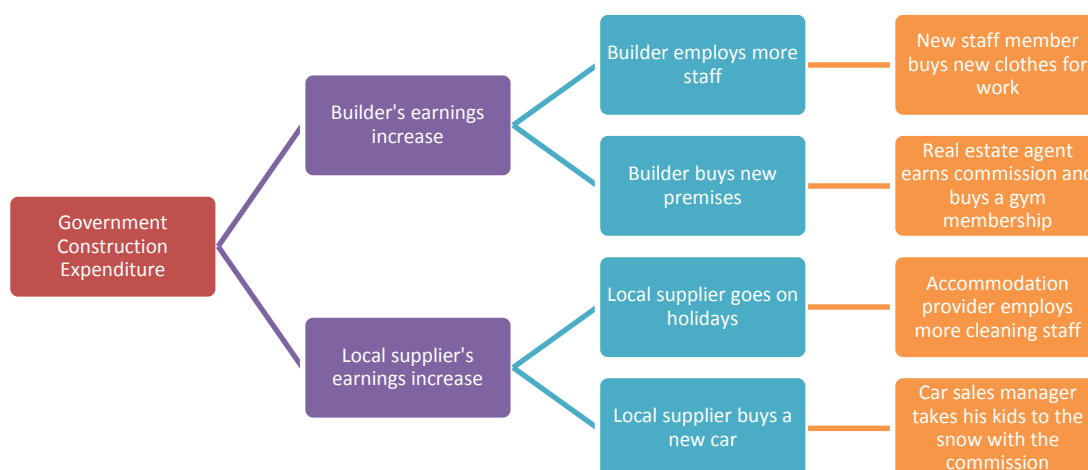 Government
Construction
Expenditure
Builder's earnings
increase
Local supplier's
earnings increase
Builder employs more
staff
Builder buys new
premises
Local supplier goes on
holidays
Local supplier buys a
new car
New staff member
buys new clothes for
work
Real estate agent
earns commission and
buys a gym
membership
Accommodation
provider employs
more cleaning staff
Car sales manager
takes his kids to the
snow with the
commission